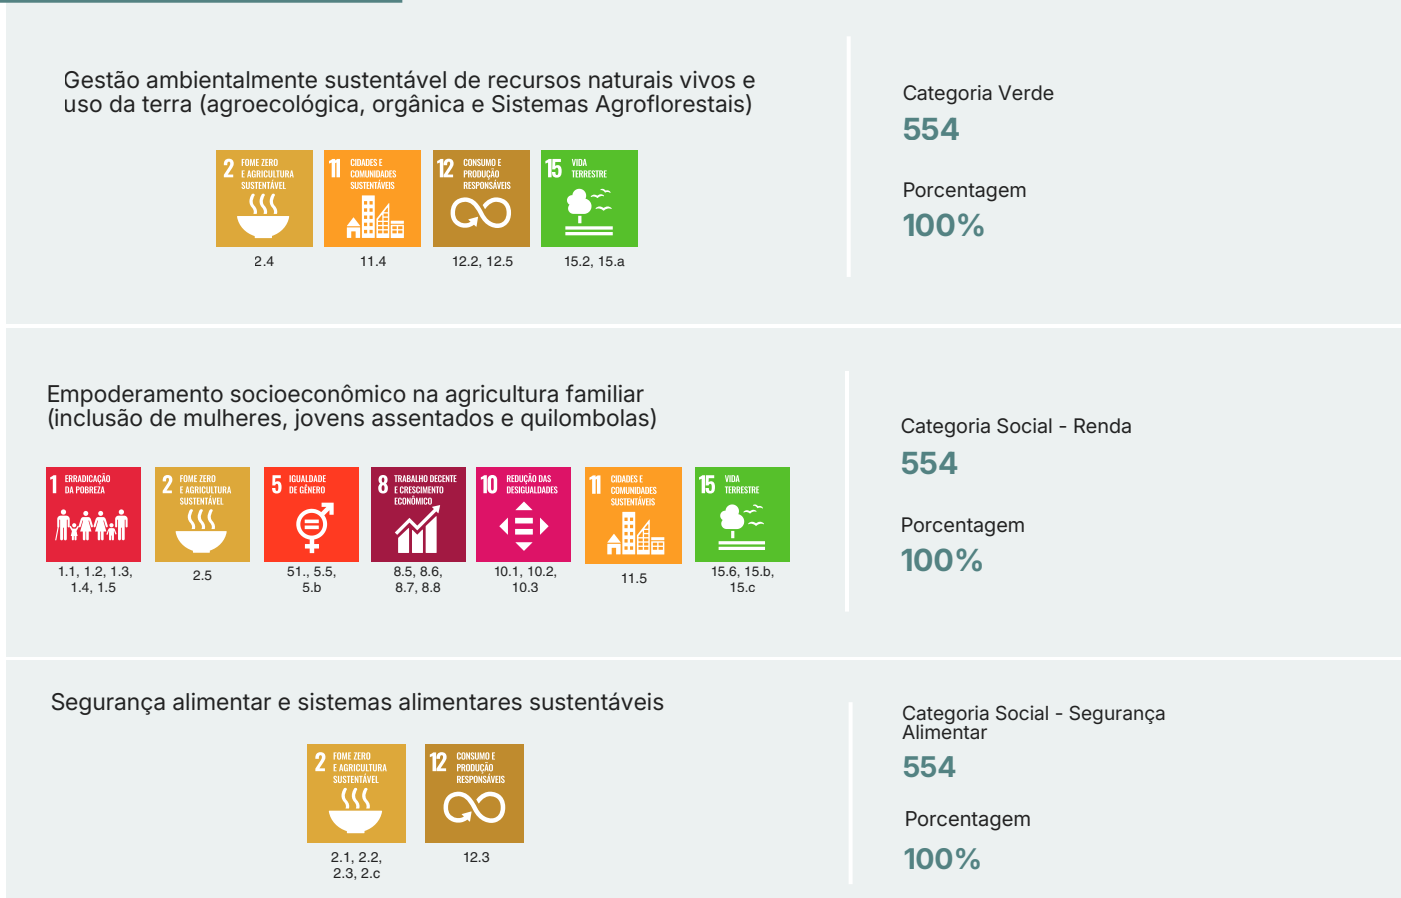 Gestão ambientalmente sustentável de recursos naturais vivos e
uso da terra (agroecológica, orgânica e Sistemas Agroflorestais)
2 FOME ZERO
E AGRICULTURA
SUSTENTÁVEL
2.4
11 CIDADES E
COMUNIDADES
SUSTENTÁVEIS
11.4
12 CONSUMO E
PRODUÇÃO
RESPONSÁVEIS
12.2, 12.5
15 VIDA
TERRESTRE
15.2, 15.a
Categoria Verde
554
Porcentagem
100%
Empoderamento socioeconômico na agricultura familiar
(inclusão de mulheres, jovens assentados e quilombolas)
1 ERRADICAÇÃO
DA POBREZA
1.1, 1.2, 1.3,
1.4, 1.5
2 FOME ZERO
E AGRICULTURA
SUSTENTÁVEL
2.5
5 IGUALDADE
DE GÊNERO
51., 5.5,
5.b
8 TRABALHO DECENTE
E CRESCIMENTO
ECONÔMICO
8.5, 8.6,
8.7, 8.8
10 REDUÇÃO DAS
DESIGUALDADES
10.1, 10.2,
10.3
11 CIDADES E
COMUNIDADES
SUSTENTÁVEIS
11.5
15 VIDA
TERRESTRE
15.6, 15.b,
15.c
Categoria Social - Renda
554
Porcentagem
100%
Segurança alimentar e sistemas alimentares sustentáveis
2 FOME ZERO
E AGRICULTURA
SUSTENTÁVEL
2.1, 2.2,
2.3, 2.c
12 CONSUMO E
PRODUÇÃO
RESPONSÁVEIS
12.3
Categoria Social - Segurança
Alimentar
554
Porcentagem
100%